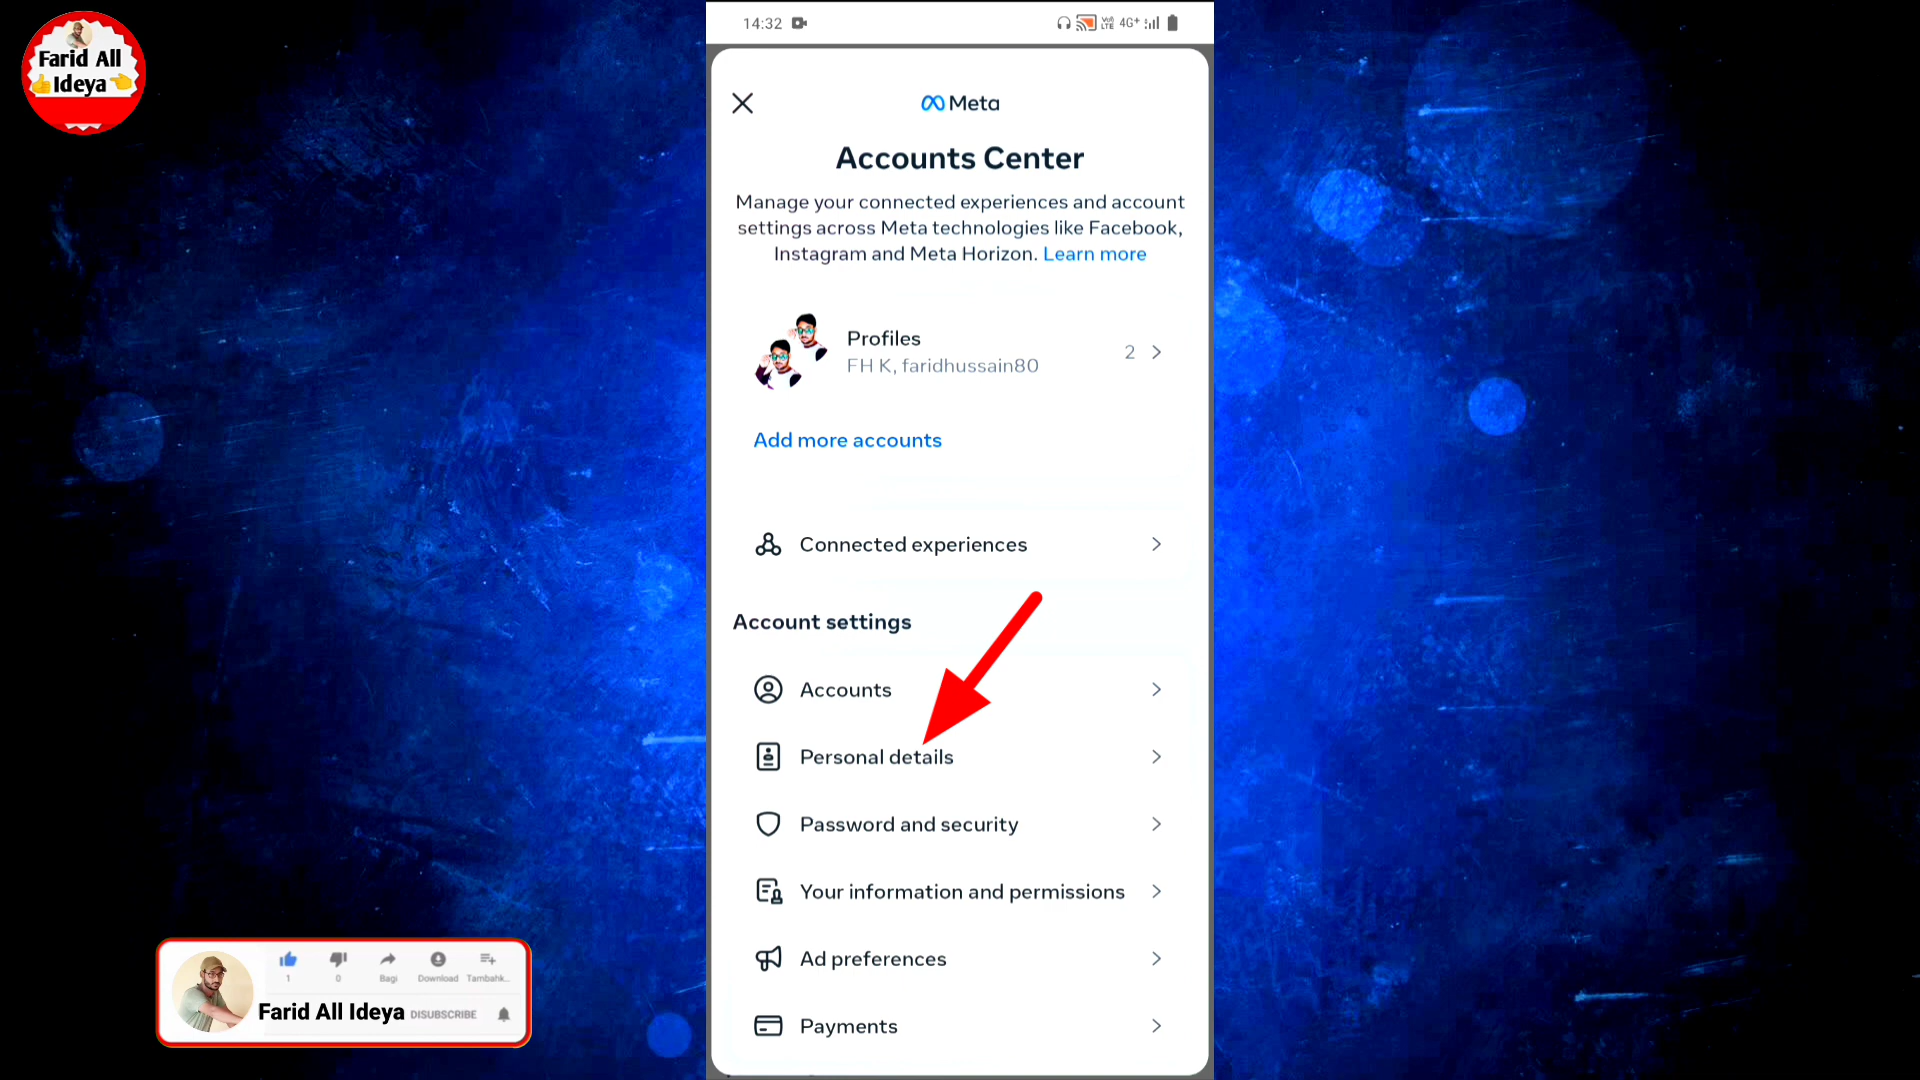 Farid All
Ideya
14:32
4G+
Meta
Accounts Center
Manage your connected experiences and account
settings across Meta technologies like Facebook,
Instagram and Meta Horizon. Learn more
Profiles
FH K, faridhussain80
2
Add more accounts
Connected experiences
Account settings
Accounts
Personal details
Password and security
Your information and permissions
Ad preferences
Payments
1
0
Bagi
Download
Tambahk...
Farid All Ideya
DISUBSCRIBE